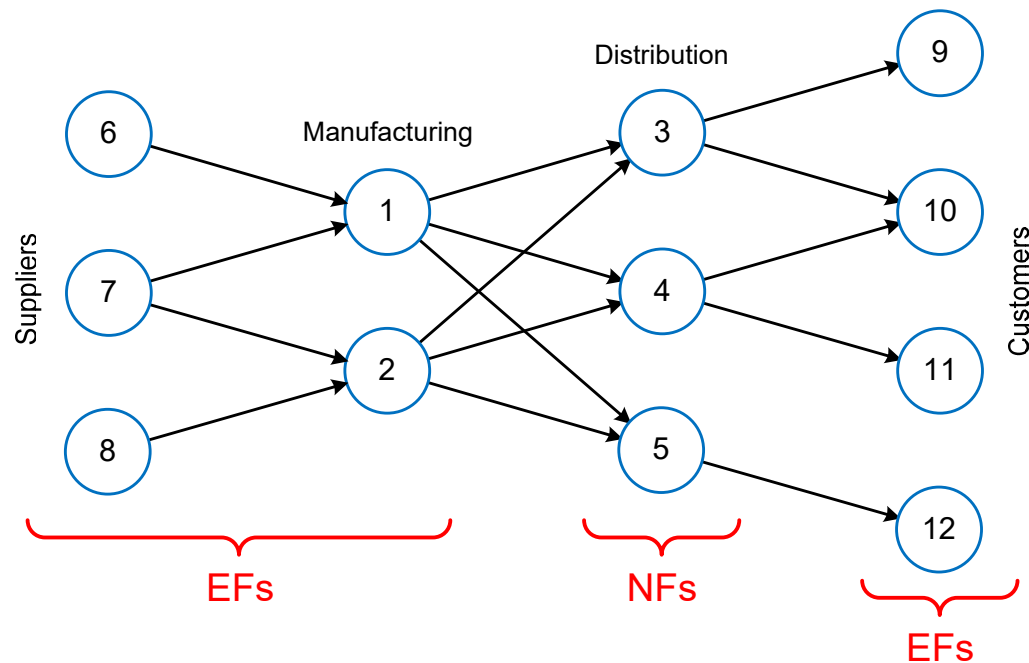 9
Distribution
6
3
Manufacturing
1
10
Suppliers
7
4
Customers
2
11
8
5
12
EFs
NFs
EFs